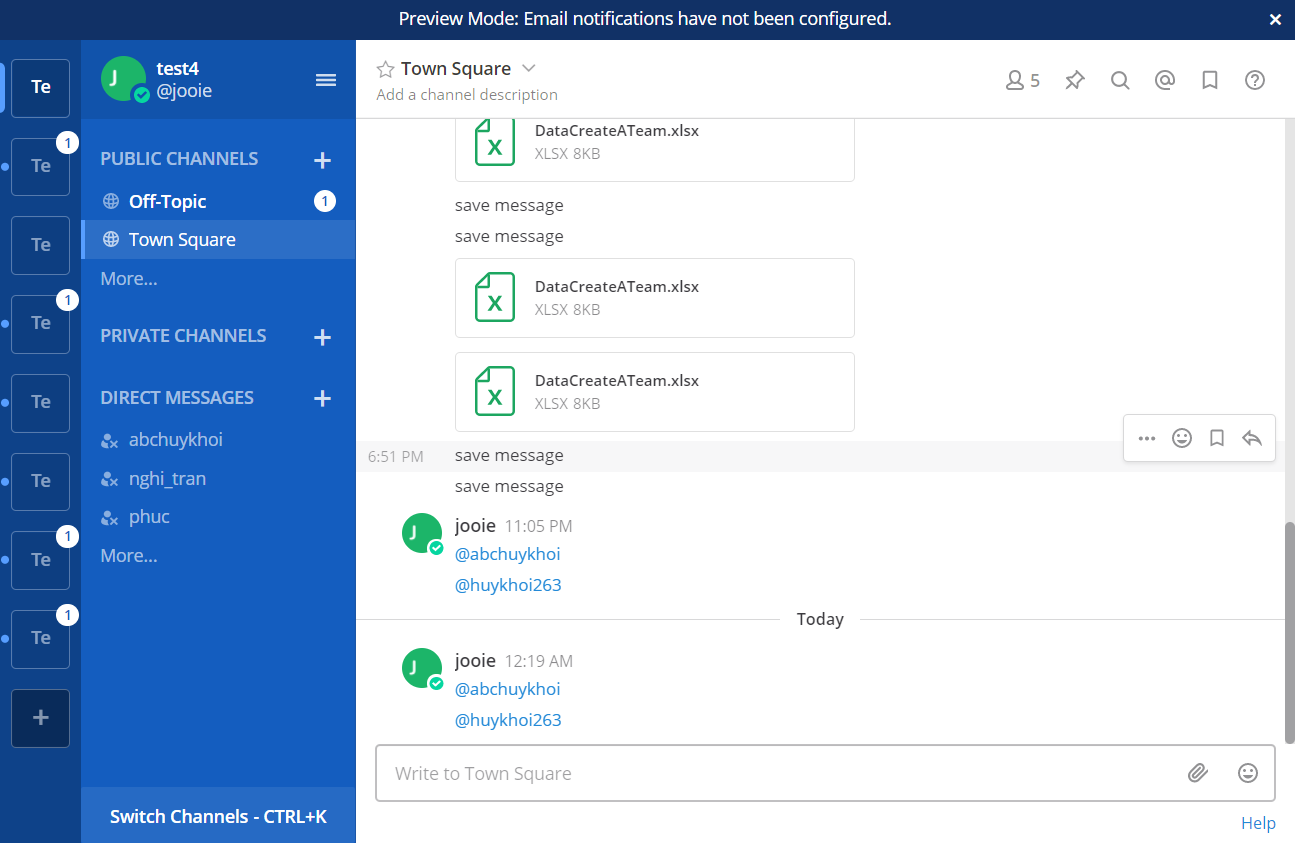 Preview Mode: Email notifications have not been configured.
Te
Te
1
Te
Te
1
Te
Te
Te
1
Te
1
J
test4
@jooie
PUBLIC CHANNELS
Off-Topic
1
Town Square
More...
PRIVATE CHANNELS
DIRECT MESSAGES
abchuykhoi
nghi_tran
phuc
More...
Switch Channels - CTRL+K
Town Square
Add a channel description
5
DataCreateATeam.xlsx
XLSX 8KB
save message
save message
DataCreateATeam.xlsx
XLSX 8KB
DataCreateATeam.xlsx
XLSX 8KB
6:51 PM save message
save message
J
jooie 11:05 PM
@abchuykhoi
@huykhoi263
Today
J
jooie 12:19 AM
@abchuykhoi
@huykhoi263
Write to Town Square
Help